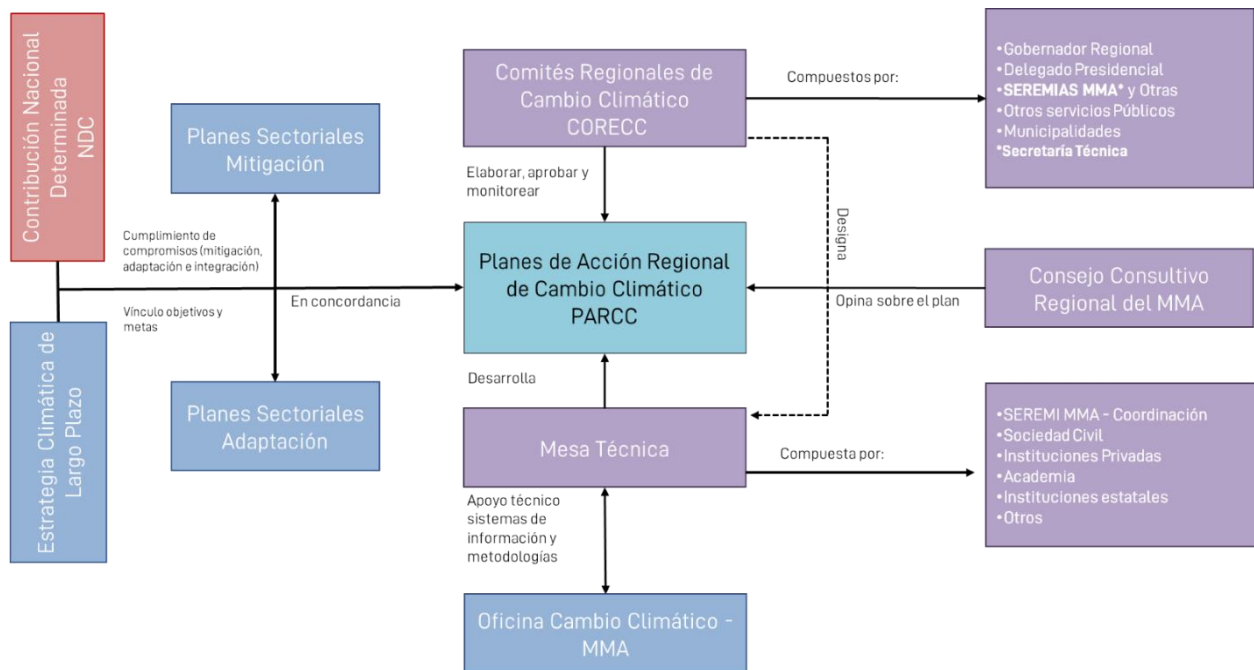 Contribución Nacional
Determinada
NDC
Estrategia Climática de
Largo Plazo
Planes Sectoriales
Mitigación
Cumplimiento de
compromisos (mitigación,
adaptación e integración)
Vínculo objetivos y
metas
En concordancia
Planes Sectoriales
Adaptación
Comités Regionales de
Cambio Climático
CORECC
Elaborar, aprobar y
monitorear
Planes de Acción Regional
de Cambio Climático
PARCC
Desarrolla
Mesa Técnica
Apoyo técnico
sistemas de
información y
metodologías
Oficina Cambio Climático -
MMA
Compuestos por:
Designa
Opina sobre el plan
Compuesta por:
•Gobernador Regional
•Delegado Presidencial
•SEREMIAS MMA* y Otras
•Otros servicios Públicos
•Municipalidades
*Secretaría Técnica
Consejo Consultivo
Regional del MMA
•SEREMI MMA - Coordinación
•Sociedad Civil
•Instituciones Privadas
•Academia
•Instituciones estatales
•Otros